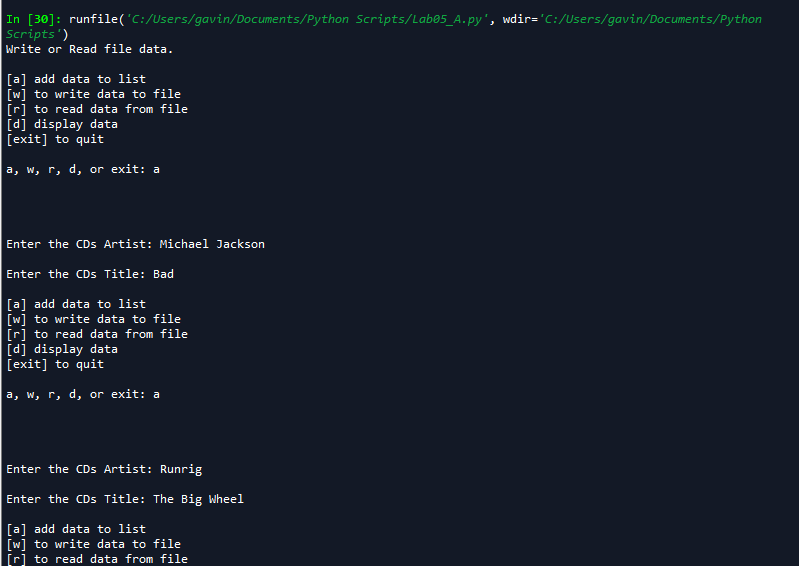 In [30]: runfile('C:/Users/gavin/Documents/Python Scripts/Lab05_A.py', wdir='C:/Users/gavin/Documents/Python
Scripts')
Write or Read file data.
[a] add data to list
[w] to write data to file
[r] to read data from file
[d] display data
[exit] to quit
a, w, r, d, or exit: a
Enter the CDs Artist: Michael Jackson
Enter the CDs Title: Bad
[a] add data to list
[w] to write data to file
[r] to read data from file
[d] display data
[exit] to quit
a, w, r, d, or exit: a
Enter the CDs Artist: Runrig
Enter the CDs Title: The Big Wheel
[a] add data to list
[w] to write data to file
[r] to read data from file